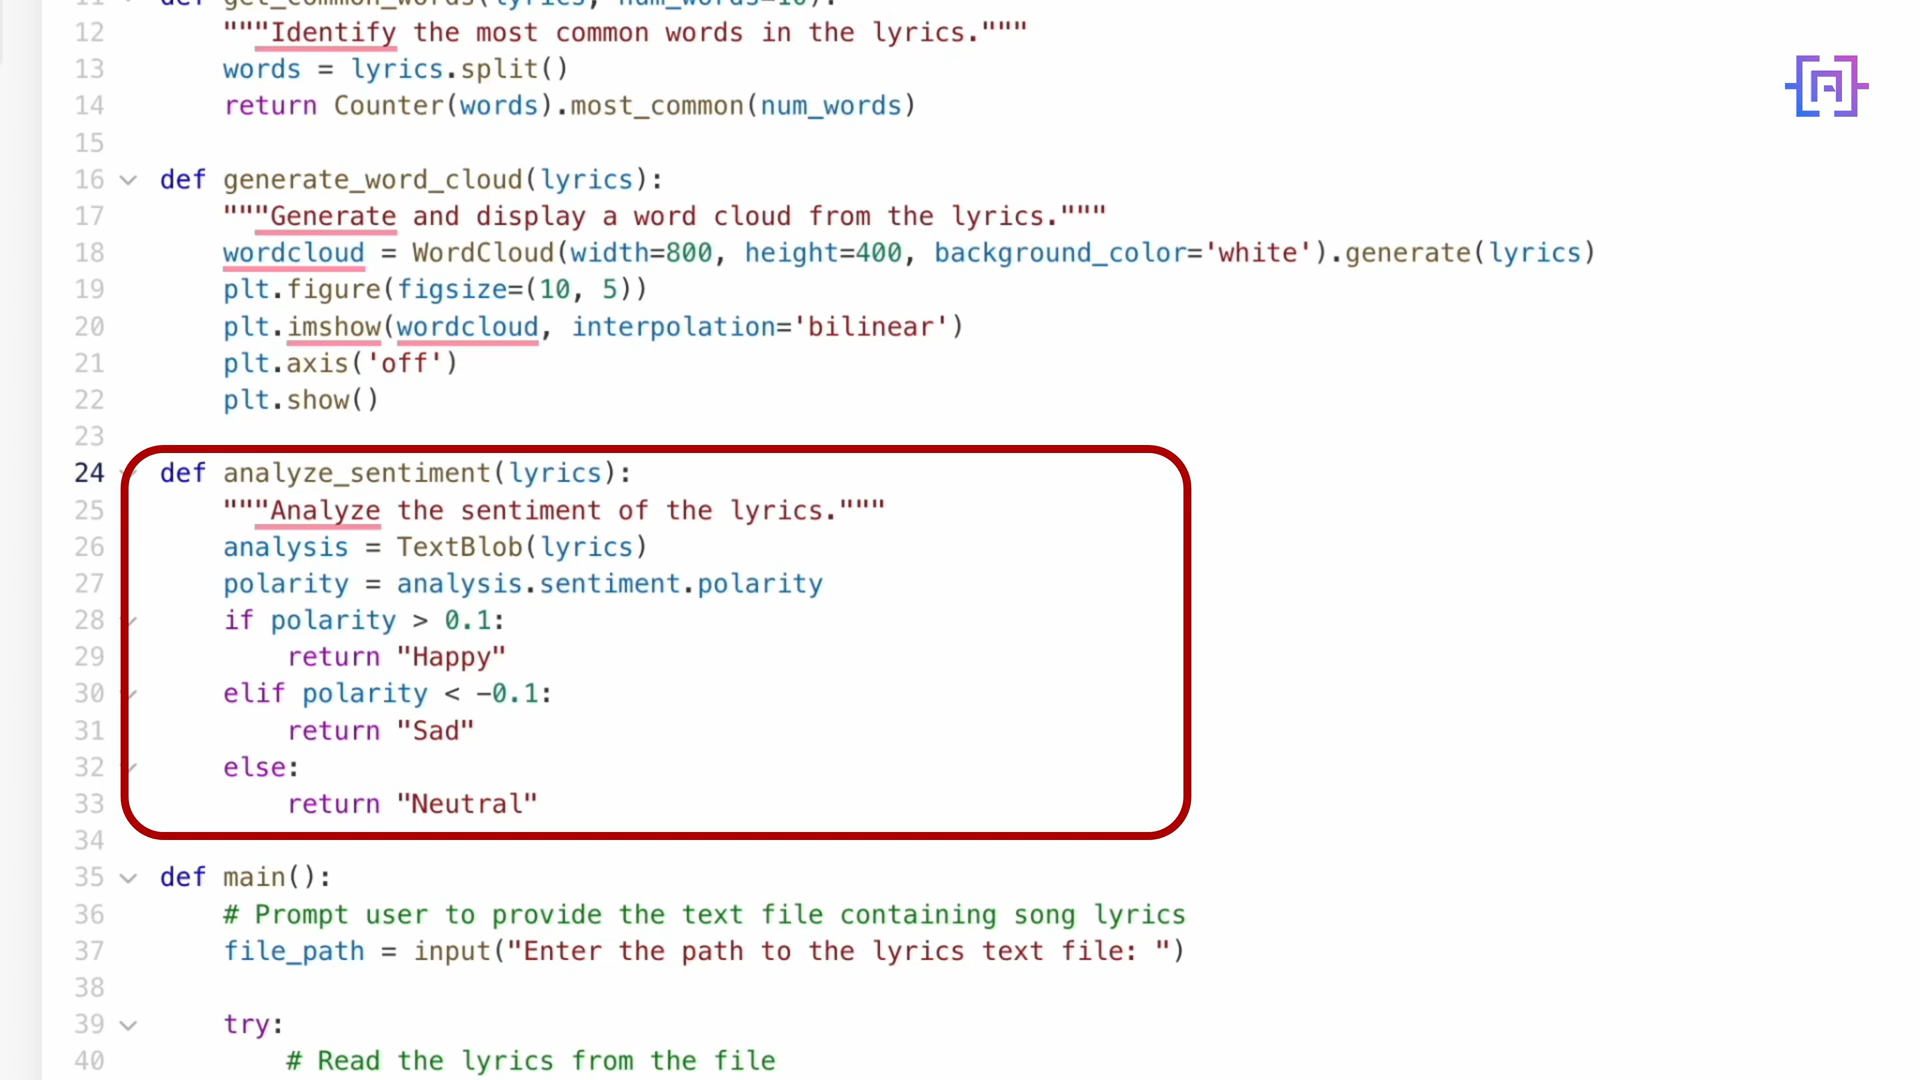 11 def get_common_words(lyrics, num_words=10):
12 """Identify the most common words in the lyrics."""
13 words = lyrics.split()
14 return Counter(words).most_common(num_words)
15
16 def generate_word_cloud(lyrics):
17 """Generate and display a word cloud from the lyrics."""
18 wordcloud = WordCloud(width=800, height=400, background_color='white').generate(lyrics)
19 plt.figure(figsize=(10, 5))
20 plt.imshow(wordcloud, interpolation='bilinear')
21 plt.axis('off')
22 plt.show()
23
24 def analyze_sentiment(lyrics):
25 """Analyze the sentiment of the lyrics."""
26 analysis = TextBlob(lyrics)
27 polarity = analysis.sentiment.polarity
28 if polarity > 0.1:
29 return "Happy"
30 elif polarity < -0.1:
31 return "Sad"
32 else:
33 return "Neutral"
34
35 def main():
36 # Prompt user to provide the text file containing song lyrics
37 file_path = input("Enter the path to the lyrics text file: ")
38
39 try:
40 # Read the lyrics from the file